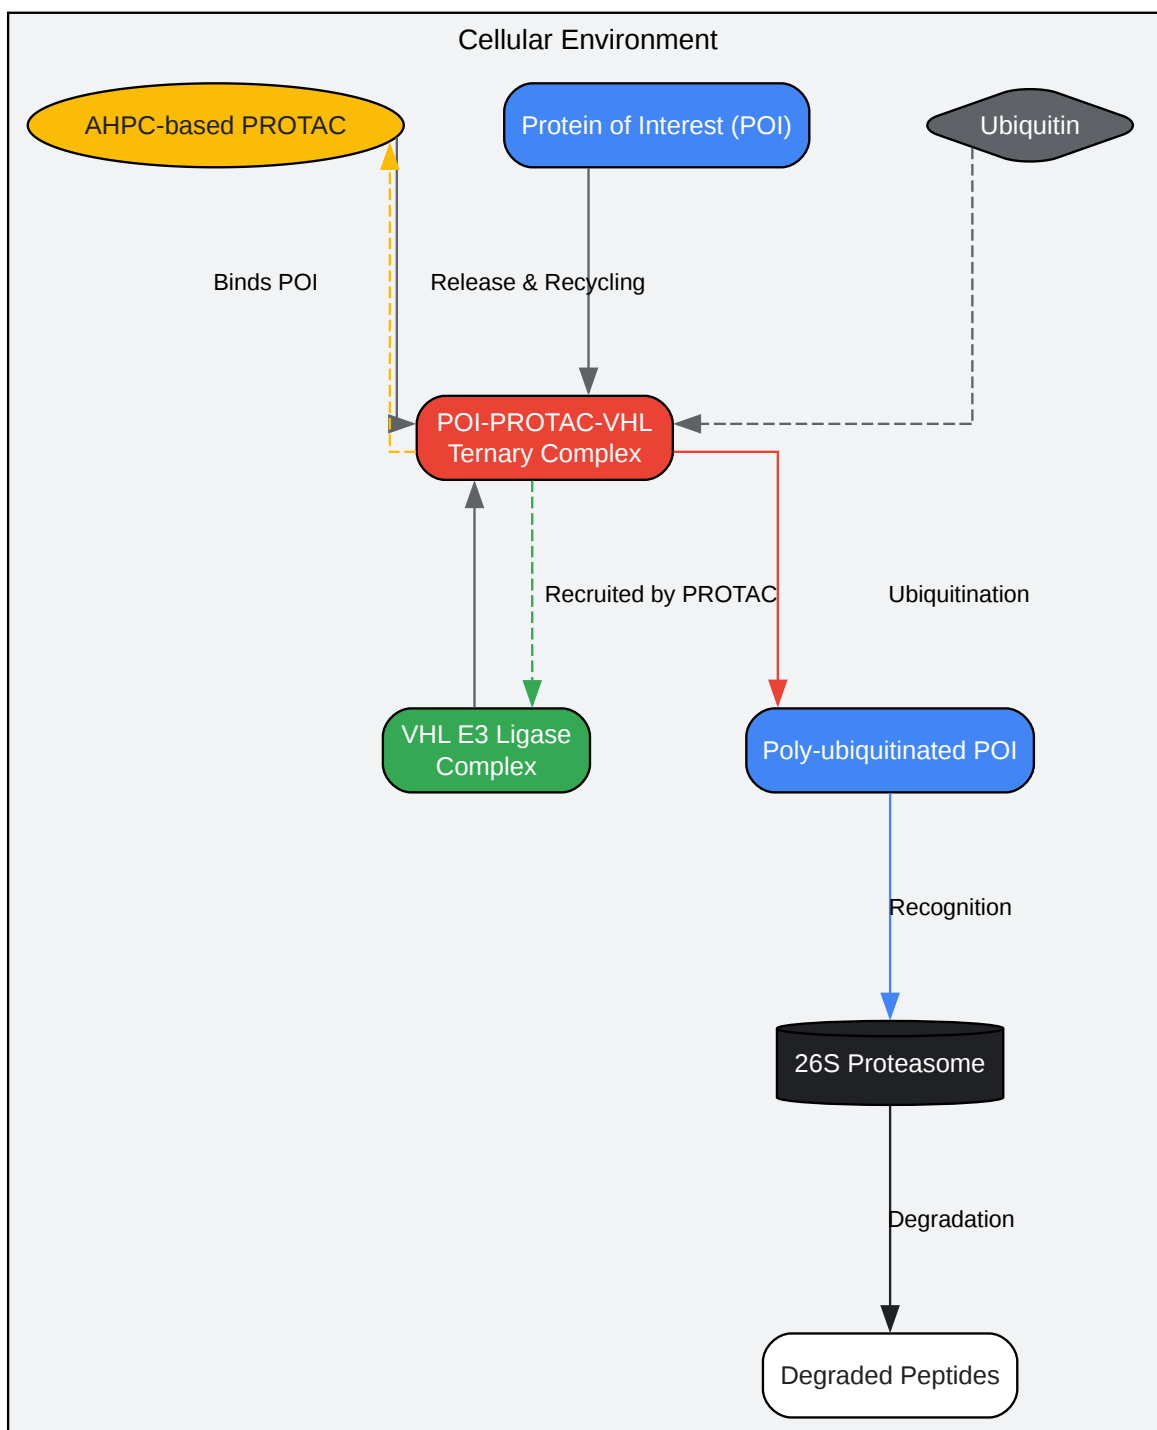 Cellular Environment
AHPC-based PROTAC
Protein of Interest (POI)
Ubiquitin
Binds POI
Release & Recycling
POI-PROTAC-VHL
Ternary Complex
Recruited by PROTAC
Ubiquitination
VHL E3 Ligase
Complex
Poly-ubiquitinated POI
Recognition
26S Proteasome
Degradation
Degraded Peptides